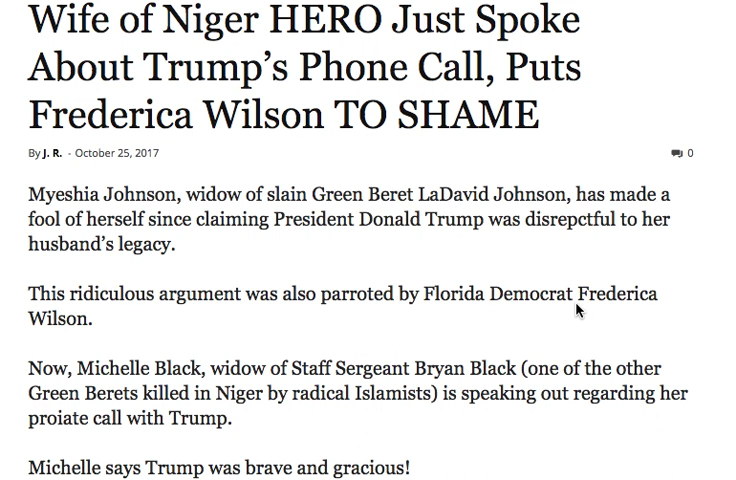 Wife of Niger HERO Just Spoke
About Trump's Phone Call, Puts
Frederica Wilson TO SHAME
By J. R. - October 25, 2017 0
Myeshia Johnson, widow of slain Green Beret LaDavid Johnson, has made a
fool of herself since claiming President Donald Trump was disrepctful to her
husband's legacy.
This ridiculous argument was also parroted by Florida Democrat Frederica
Wilson.
Now, Michelle Black, widow of Staff Sergeant Bryan Black (one of the other
Green Berets killed in Niger by radical Islamists) is speaking out regarding her
proiate call with Trump.
Michelle says Trump was brave and gracious!